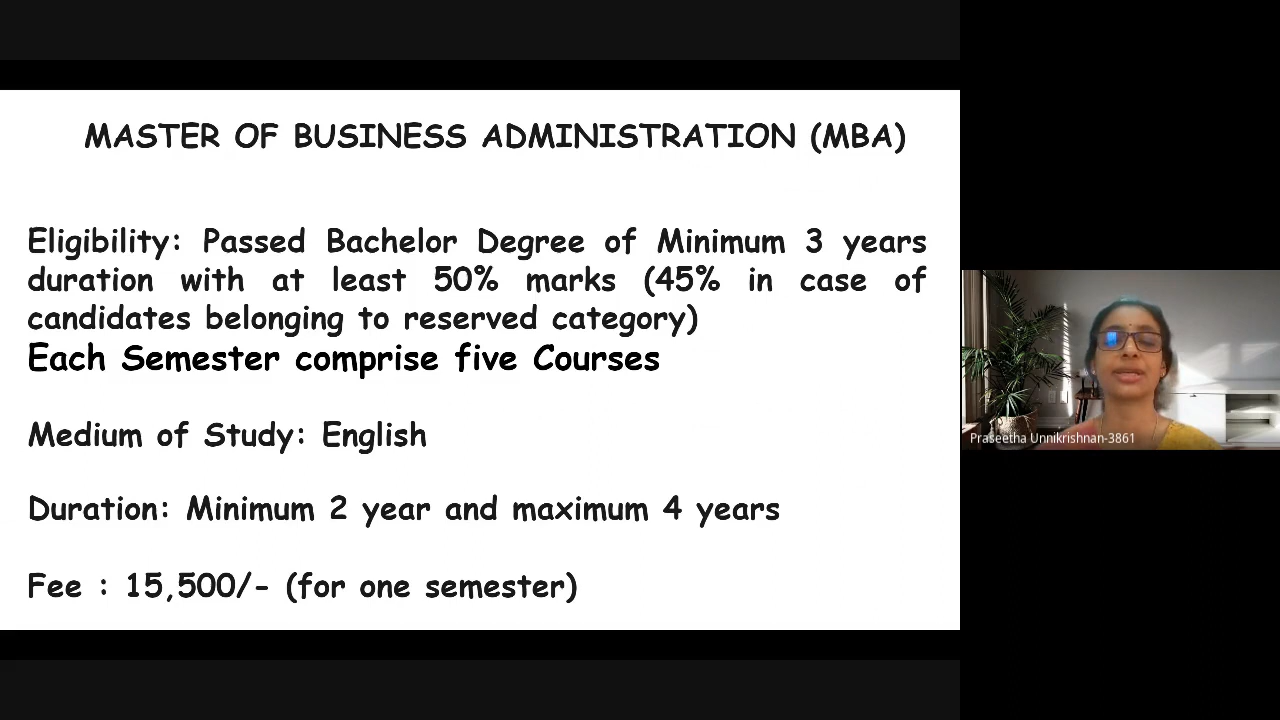 MASTER OF BUSINESS ADMINISTRATION (MBA)
Eligibility: Passed Bachelor Degree of Minimum 3 years
duration with at least 50% marks (45% in case of
candidates belonging to reserved category)
Each Semester comprise five Courses
Medium of Study: English
Duration: Minimum 2 year and maximum 4 years
Fee : 15,500/- (for one semester)
Praseetha Unnikrishnan-3861